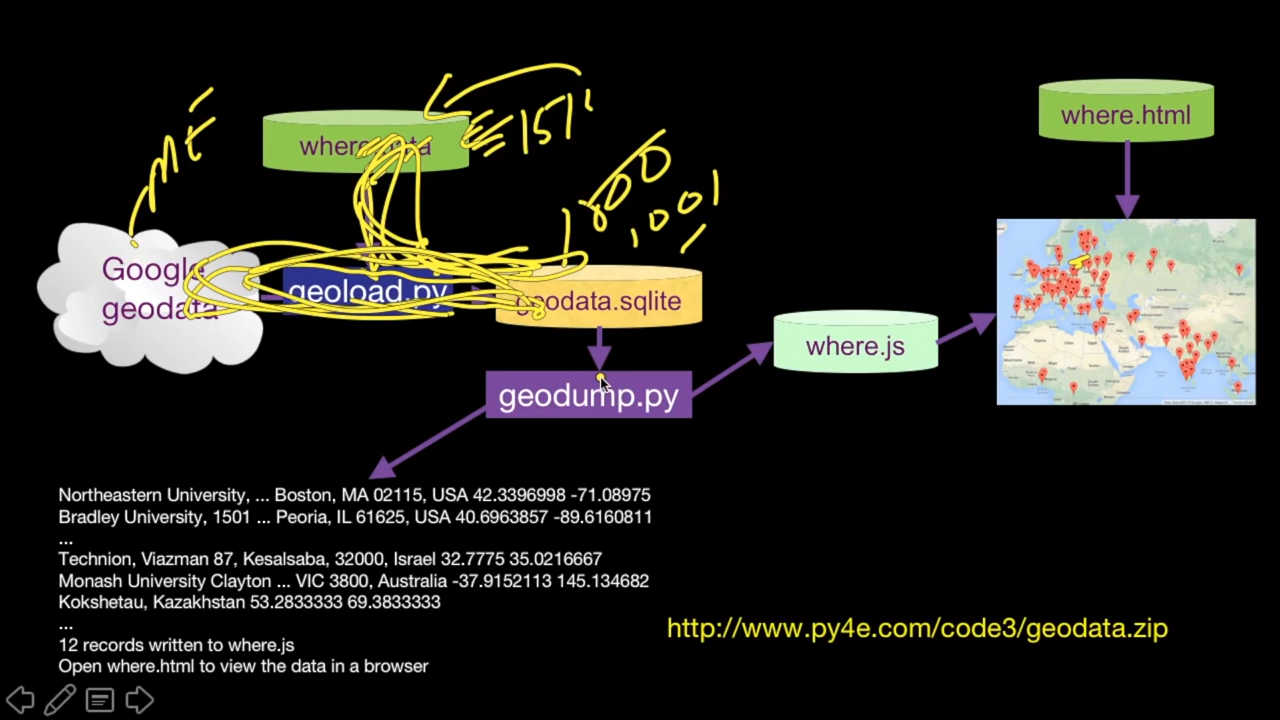 where.html
Google
geodata
geoload.py
geodata.sqlite
where.js
geodump.py
Northeastern University, ... Boston, MA 02115, USA 42.3396998 -71.08975
Bradley University, 1501 ... Peoria, IL 61625, USA 40.6963857 -89.6160811
...
Technion, Viazman 87, Kesalsaba, 32000, Israel 32.7775 35.0216667
Monash University Clayton ... VIC 3800, Australia -37.9152113 145.134682
Kokshetau, Kazakhstan 53.2833333 69.3833333
...
12 records written to where.js
Open where.html to view the data in a browser
http://www.py4e.com/code3/geodata.zip